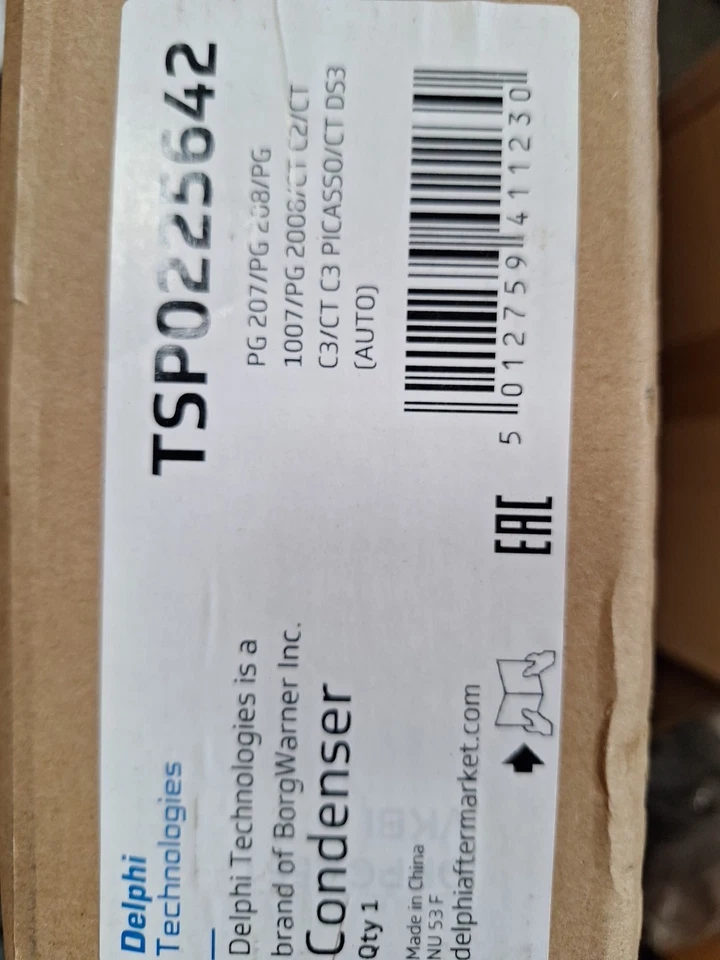 Delphi
Technologies
Delphi Technologies is a
brand of BorgWarner Inc.
Condenser
Qty 1
Made in China
NU 53 F
delphiaftermarket.com
TSP0225642
PG 207/PG 208/PG
1007/PG 2008/CT C2/CT
C3/CT C3 PICASSO/CT DS3
(AUTO)
EAC
5 012759 411230